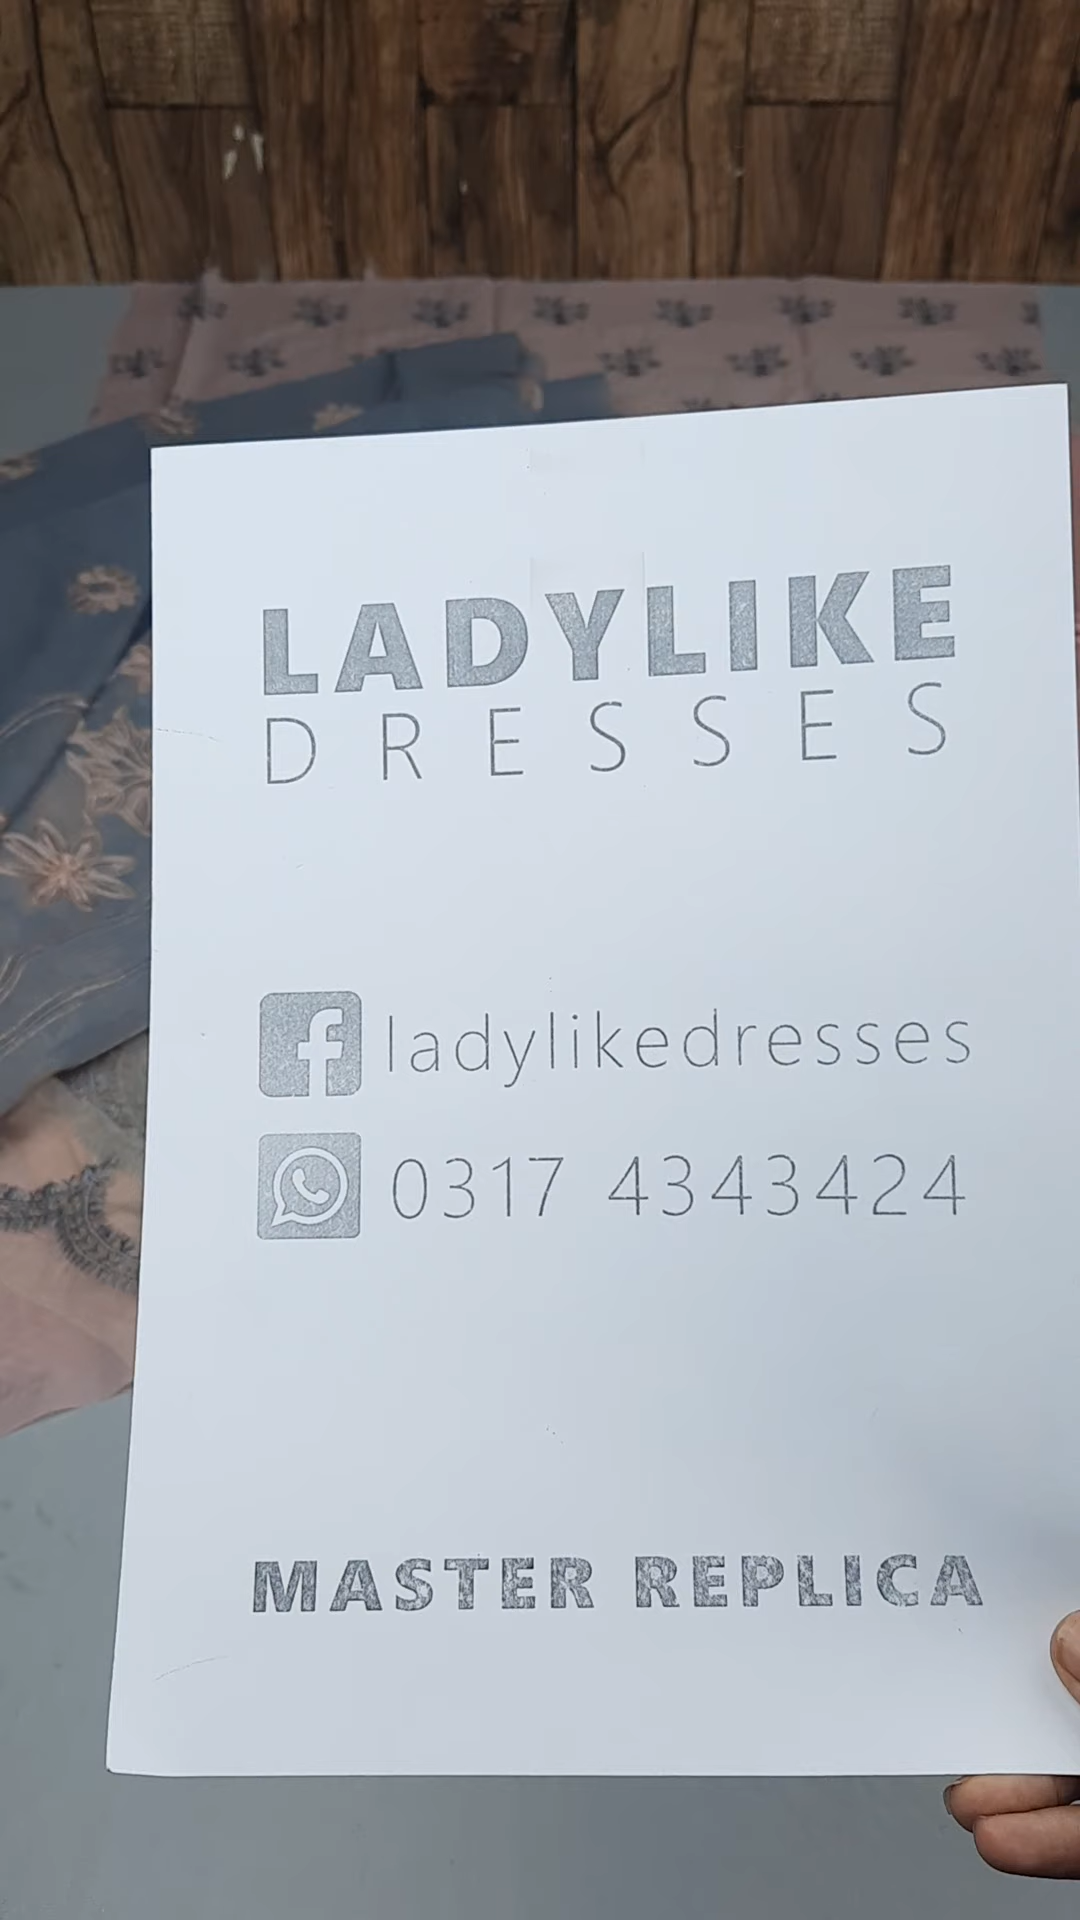 LADYLIKE
DRESSES
ladylikedresses
0317 4343424
MASTER REPLICA